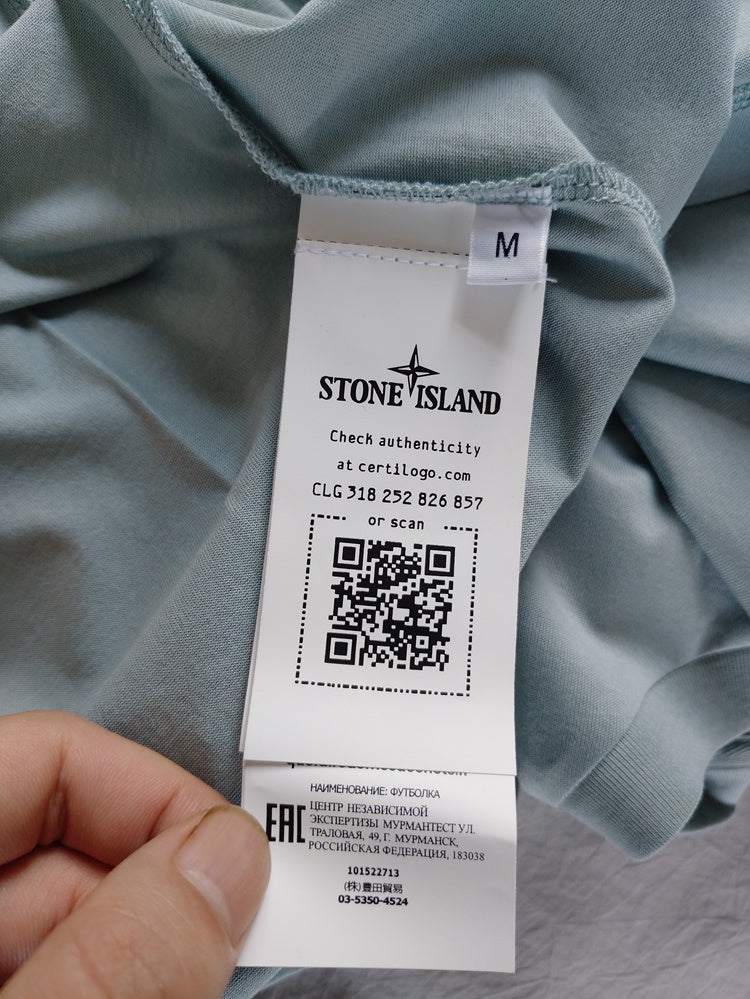 M
STONE ISLAND
Check authenticity
at certilogo.com
CLG 318 252 826 857
or scan
НАИМЕНОВАНИЕ: ФУТБОЛКА
EAC
ЦЕНТР НЕЗАВИСИМОЙ
ЭКСПЕРТИЗЫ МУРМАНТЕСТ УЛ.
ТРАЛОВАЯ, 49, Г. МУРМАНСК,
РОССИЙСКАЯ ФЕДЕРАЦИЯ, 183038
101522713
(株)豊田貿易
03-5350-4524